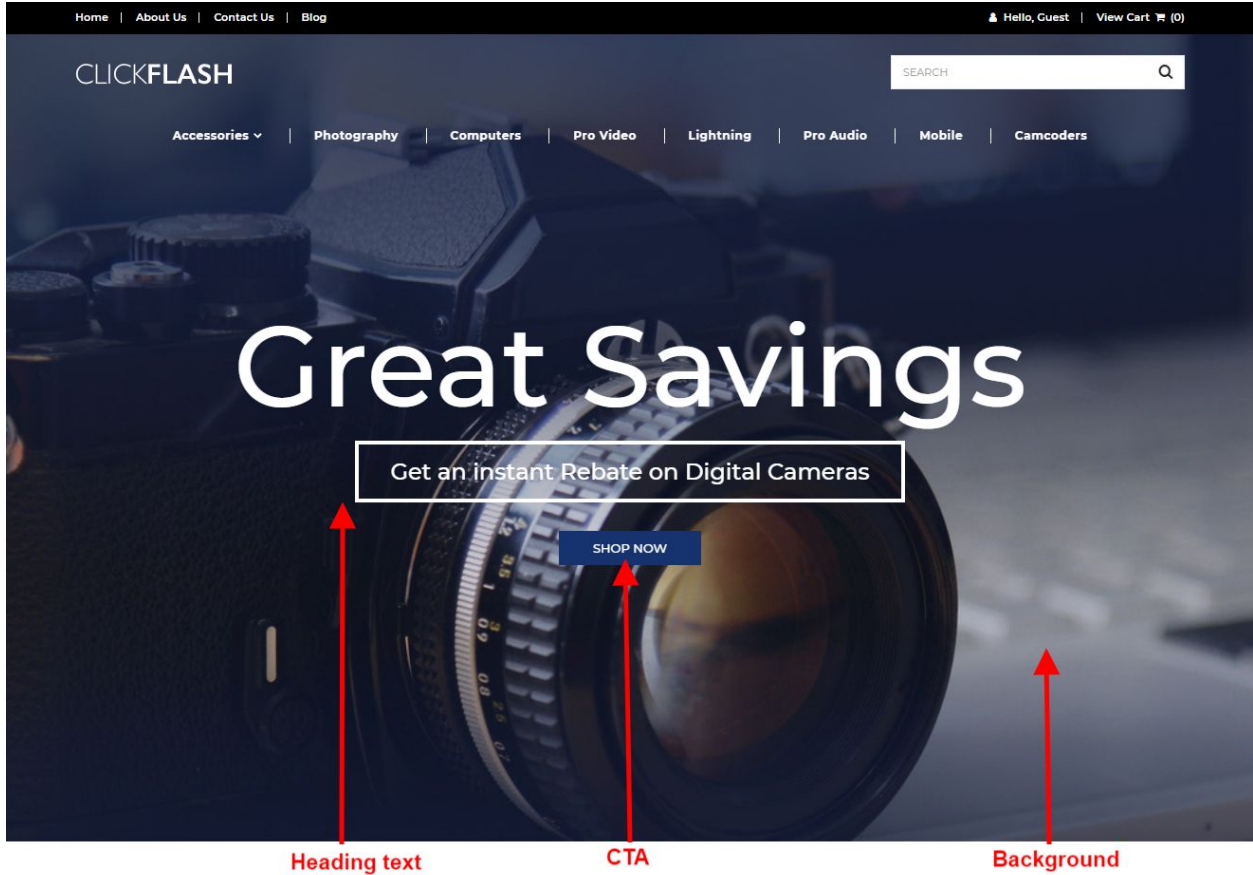 Home | About Us | Contact Us | Blog
Hello, Guest | View Cart (0)
CLICKFLASH
SEARCH
Accessories | Photography | Computers | Pro Video | Lightning | Pro Audio | Mobile | Camcoders
Great Savings
Get an instant Rebate on Digital Cameras
SHOP NOW
Heading text
CTA
Background